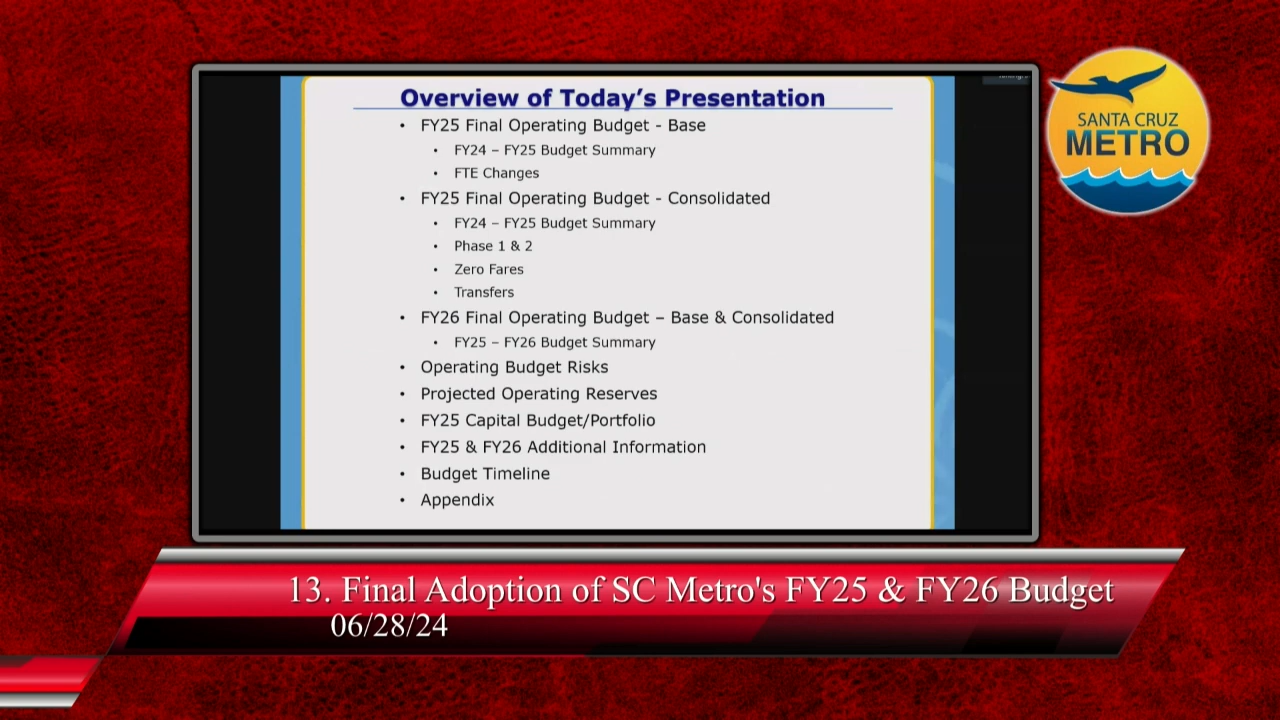 Overview of Today's Presentation
• FY25 Final Operating Budget - Base
• FY24 – FY25 Budget Summary
• FTE Changes
• FY25 Final Operating Budget - Consolidated
• FY24 – FY25 Budget Summary
• Phase 1 & 2
• Zero Fares
• Transfers
• FY26 Final Operating Budget – Base & Consolidated
• FY25 – FY26 Budget Summary
• Operating Budget Risks
• Projected Operating Reserves
• FY25 Capital Budget/Portfolio
• FY25 & FY26 Additional Information
• Budget Timeline
• Appendix
SANTA CRUZ
METRO
13. Final Adoption of SC Metro's FY25 & FY26 Budget
06/28/24